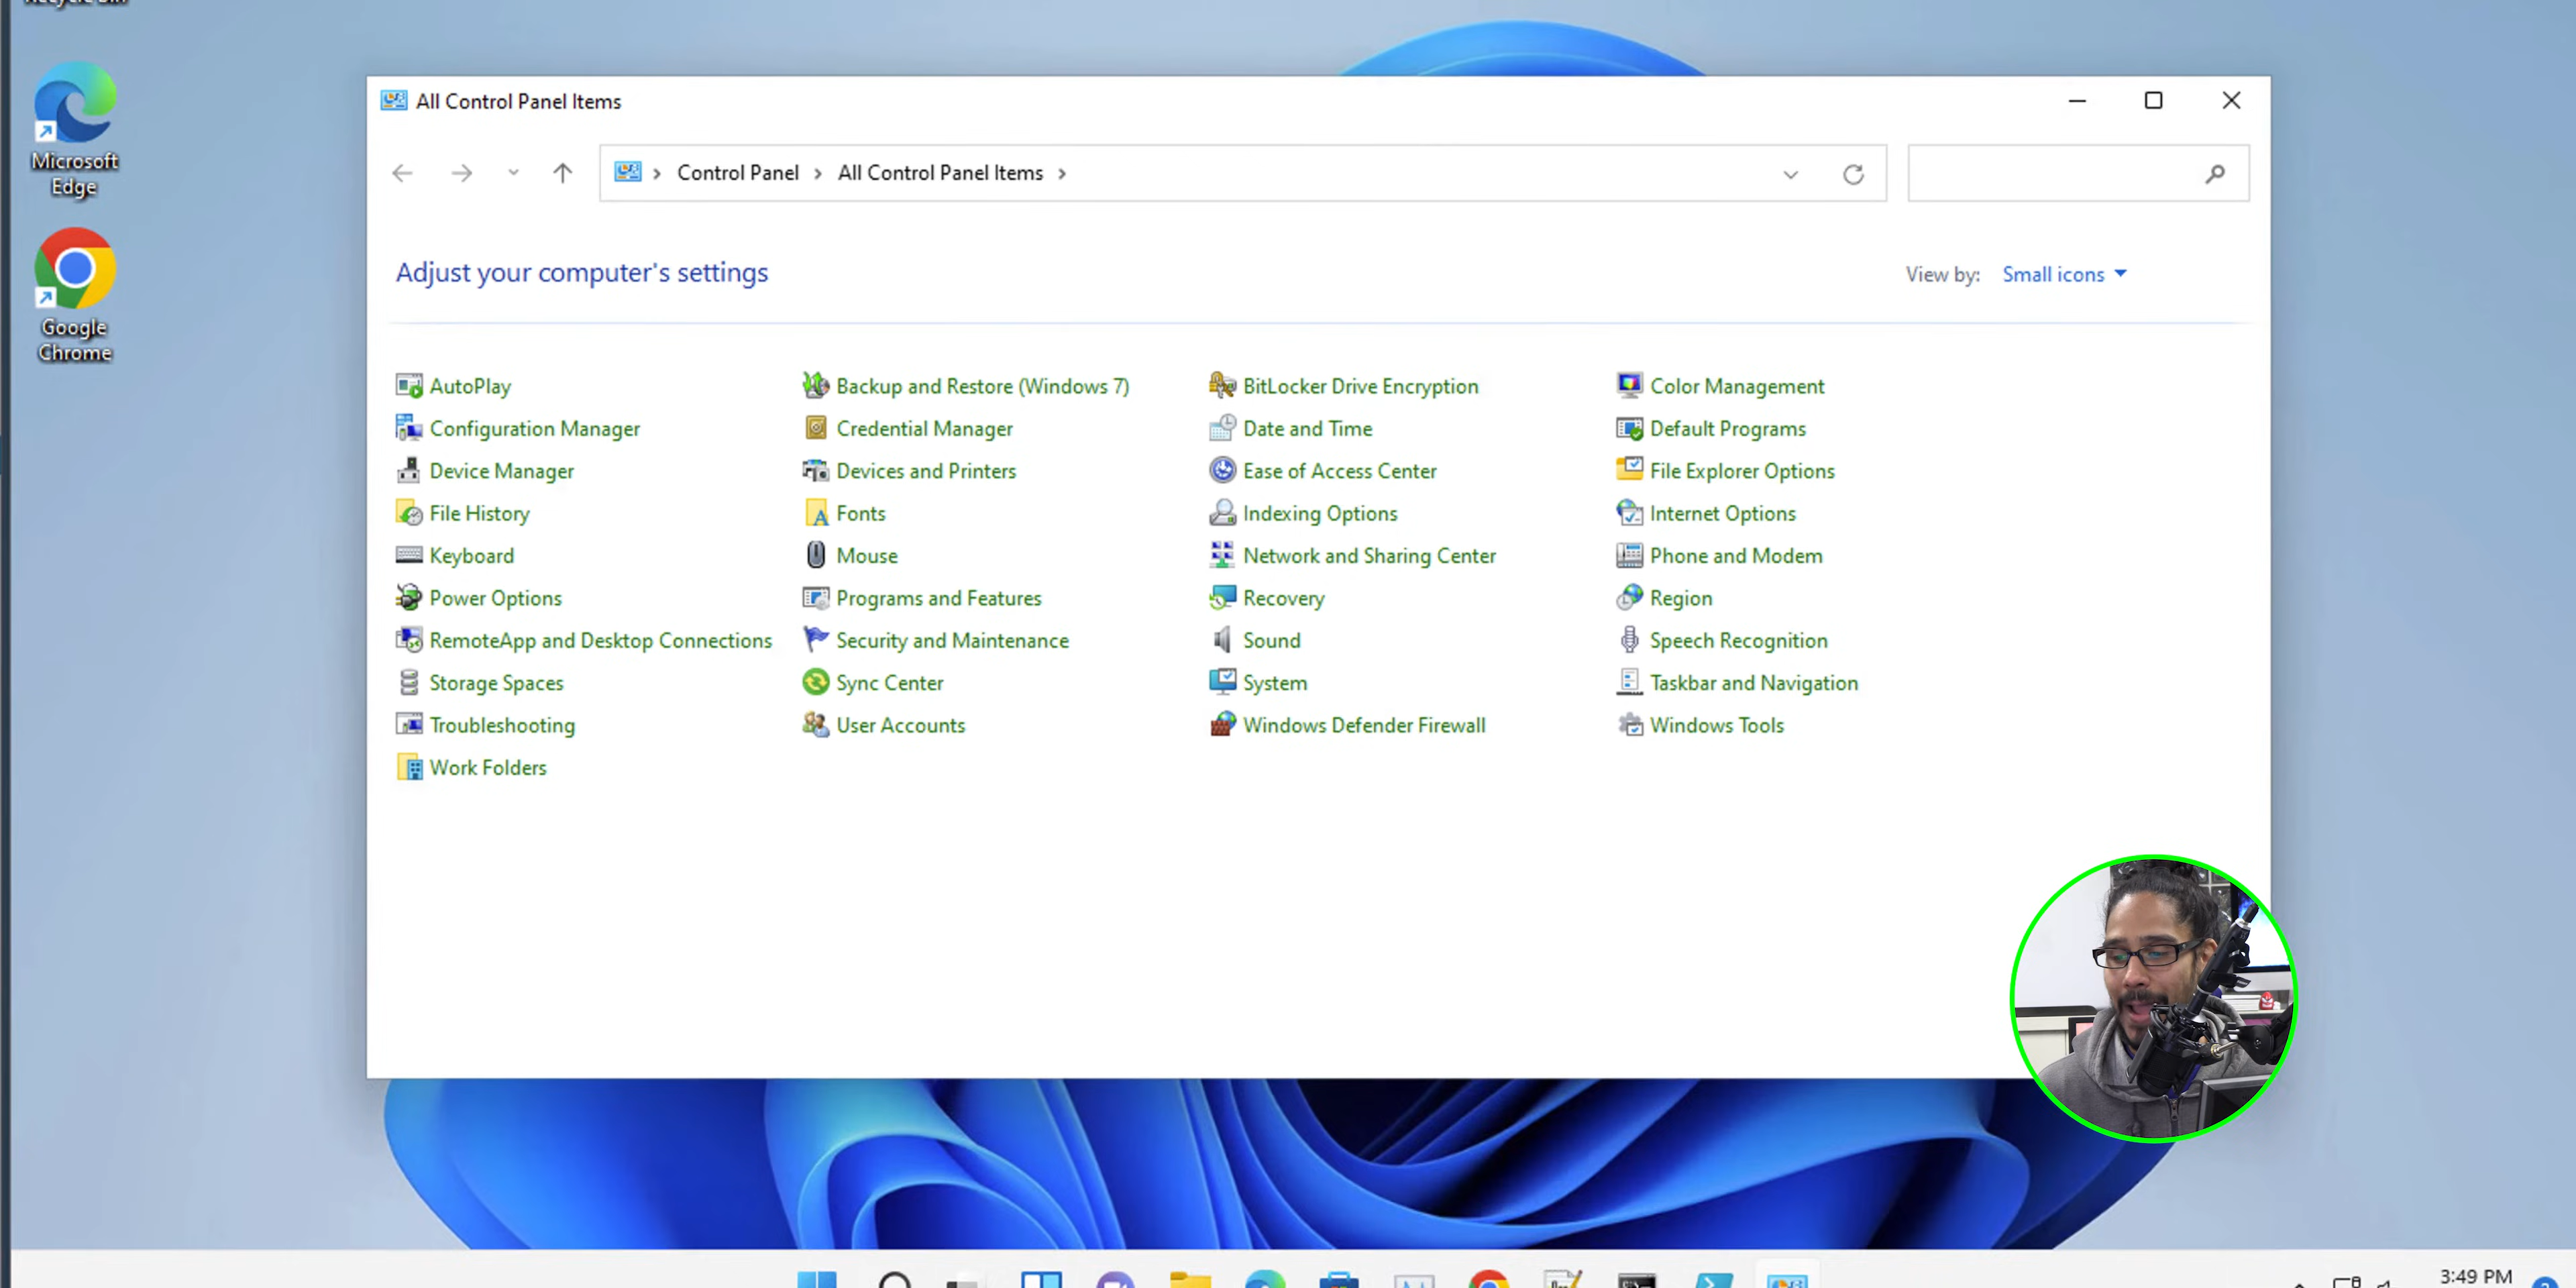 Recycle Bin
Microsoft
Edge
Google
Chrome
All Control Panel Items
Control Panel
All Control Panel Items
Adjust your computer's settings
View by: Small icons
AutoPlay
Backup and Restore (Windows 7)
BitLocker Drive Encryption
Color Management
Configuration Manager
Credential Manager
Date and Time
Default Programs
Device Manager
Devices and Printers
Ease of Access Center
File Explorer Options
File History
Fonts
Indexing Options
Internet Options
Keyboard
Mouse
Network and Sharing Center
Phone and Modem
Power Options
Programs and Features
Recovery
Region
RemoteApp and Desktop Connections
Security and Maintenance
Sound
Speech Recognition
Storage Spaces
Sync Center
System
Taskbar and Navigation
Troubleshooting
User Accounts
Windows Defender Firewall
Windows Tools
Work Folders
3:49 PM